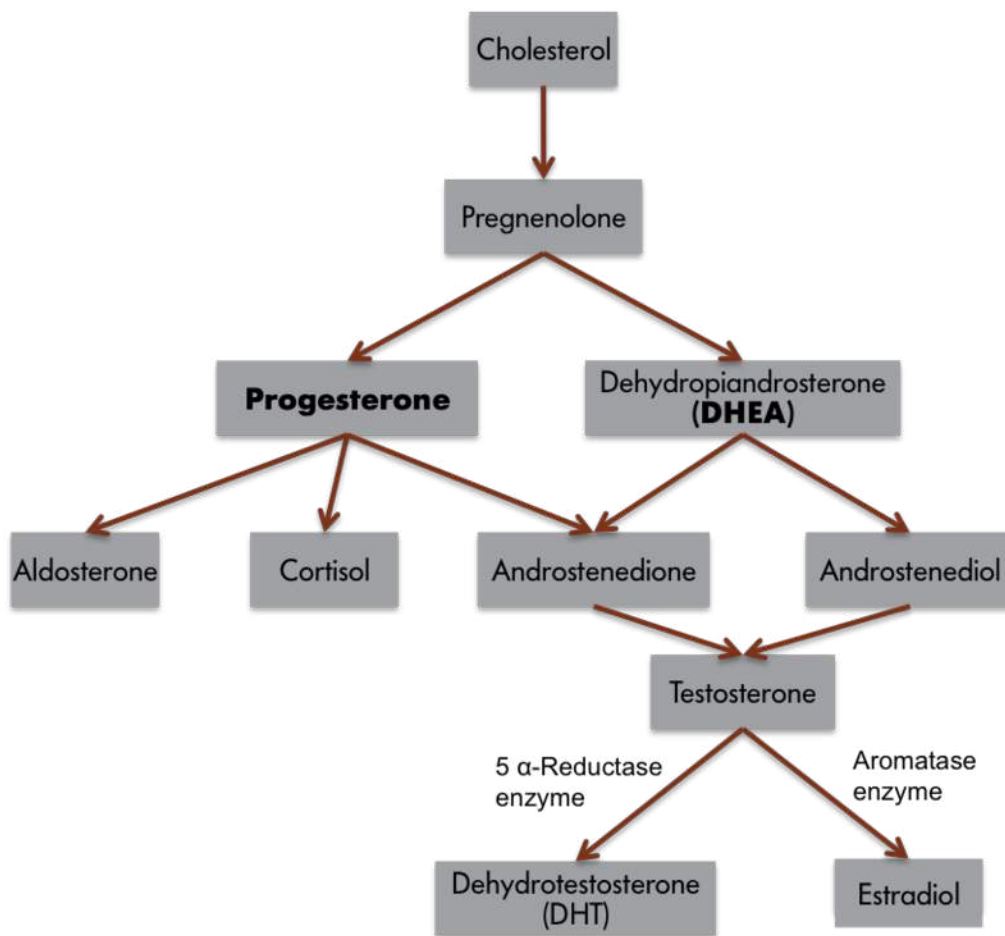 Cholesterol
Pregnenolone
Progesterone
Dehydropiandrosterone
(DHEA)
Aldosterone
Cortisol
Androstenedione
Androstenediol
Testosterone
5 α-Reductase
enzyme
Aromatase
enzyme
Dehydrotestosterone
(DHT)
Estradiol